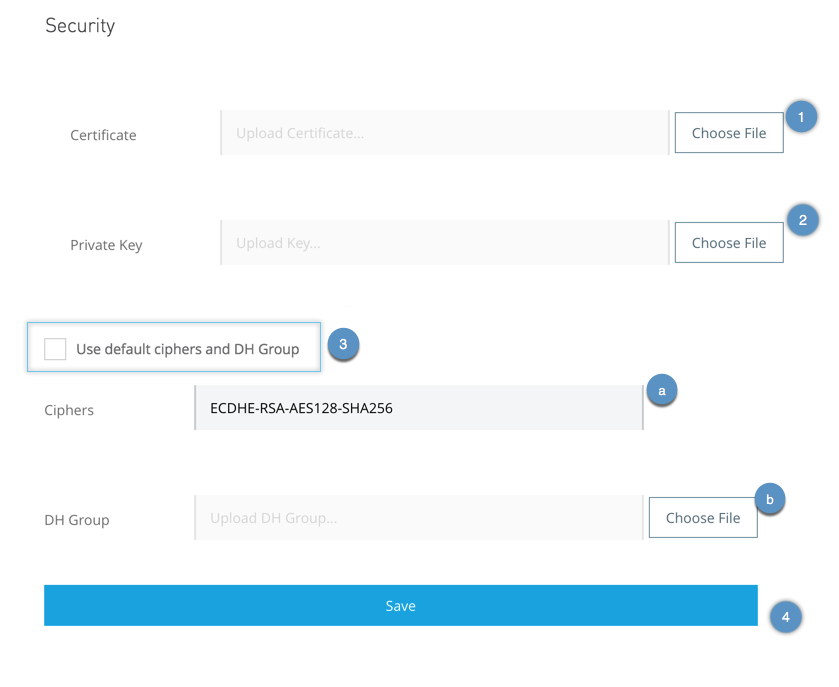 Security
Certificate
Upload Certificate...
Choose File
1
Private Key
Upload Key...
Choose File
2
Use default ciphers and DH Group
3
Ciphers
ECDHE-RSA-AES128-SHA256
a
DH Group
Upload DH Group...
Choose File
b
Save
4